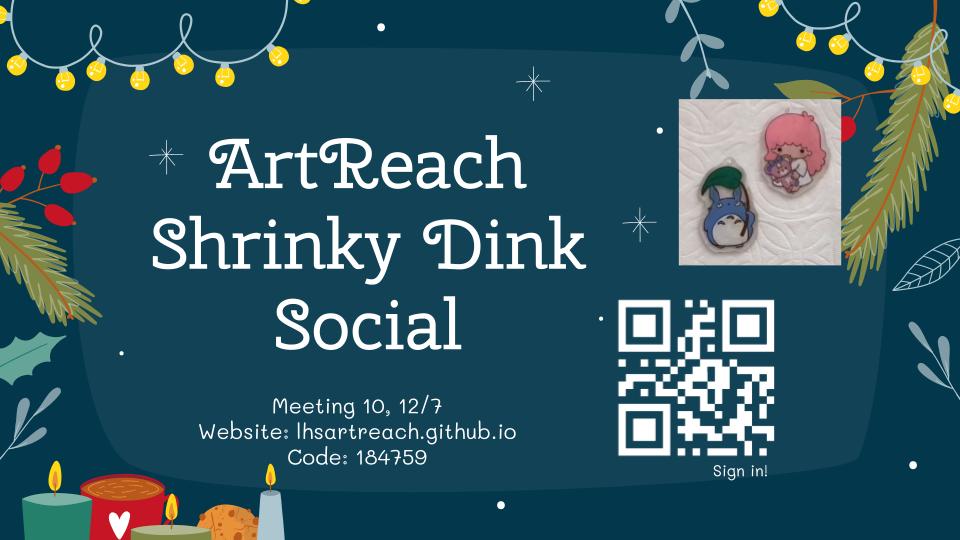 ArtReach
Shrinky Dink
Social
Meeting 10, 12/7
Website: lhsartreach.github.io
Code: 184759
Sign in!